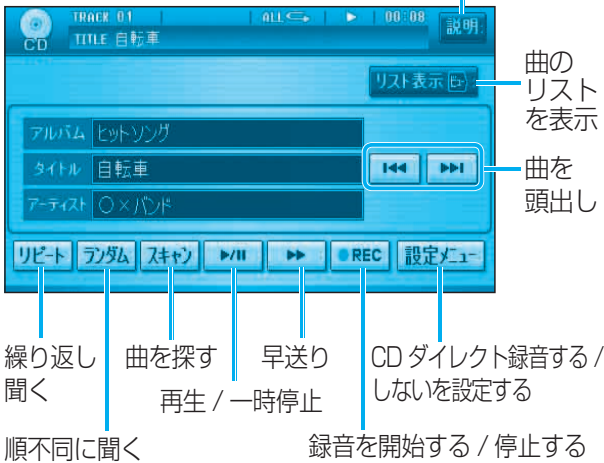 TRACK 01 ALL ▶ 00:08 説明
CD TITLE 自転車
リスト表示
曲の
リスト
を表示
アルバム ヒットソング
タイトル 自転車
アーティスト ○×バンド
曲を
頭出し
リピート ランダム スキャン ▶/II ▶▶ ●REC 設定メニュー
繰り返し
聞く
曲を探す
早送り
CD ダイレクト録音する /
しないを設定する
再生 / 一時停止
順不同に聞く
録音を開始する / 停止する